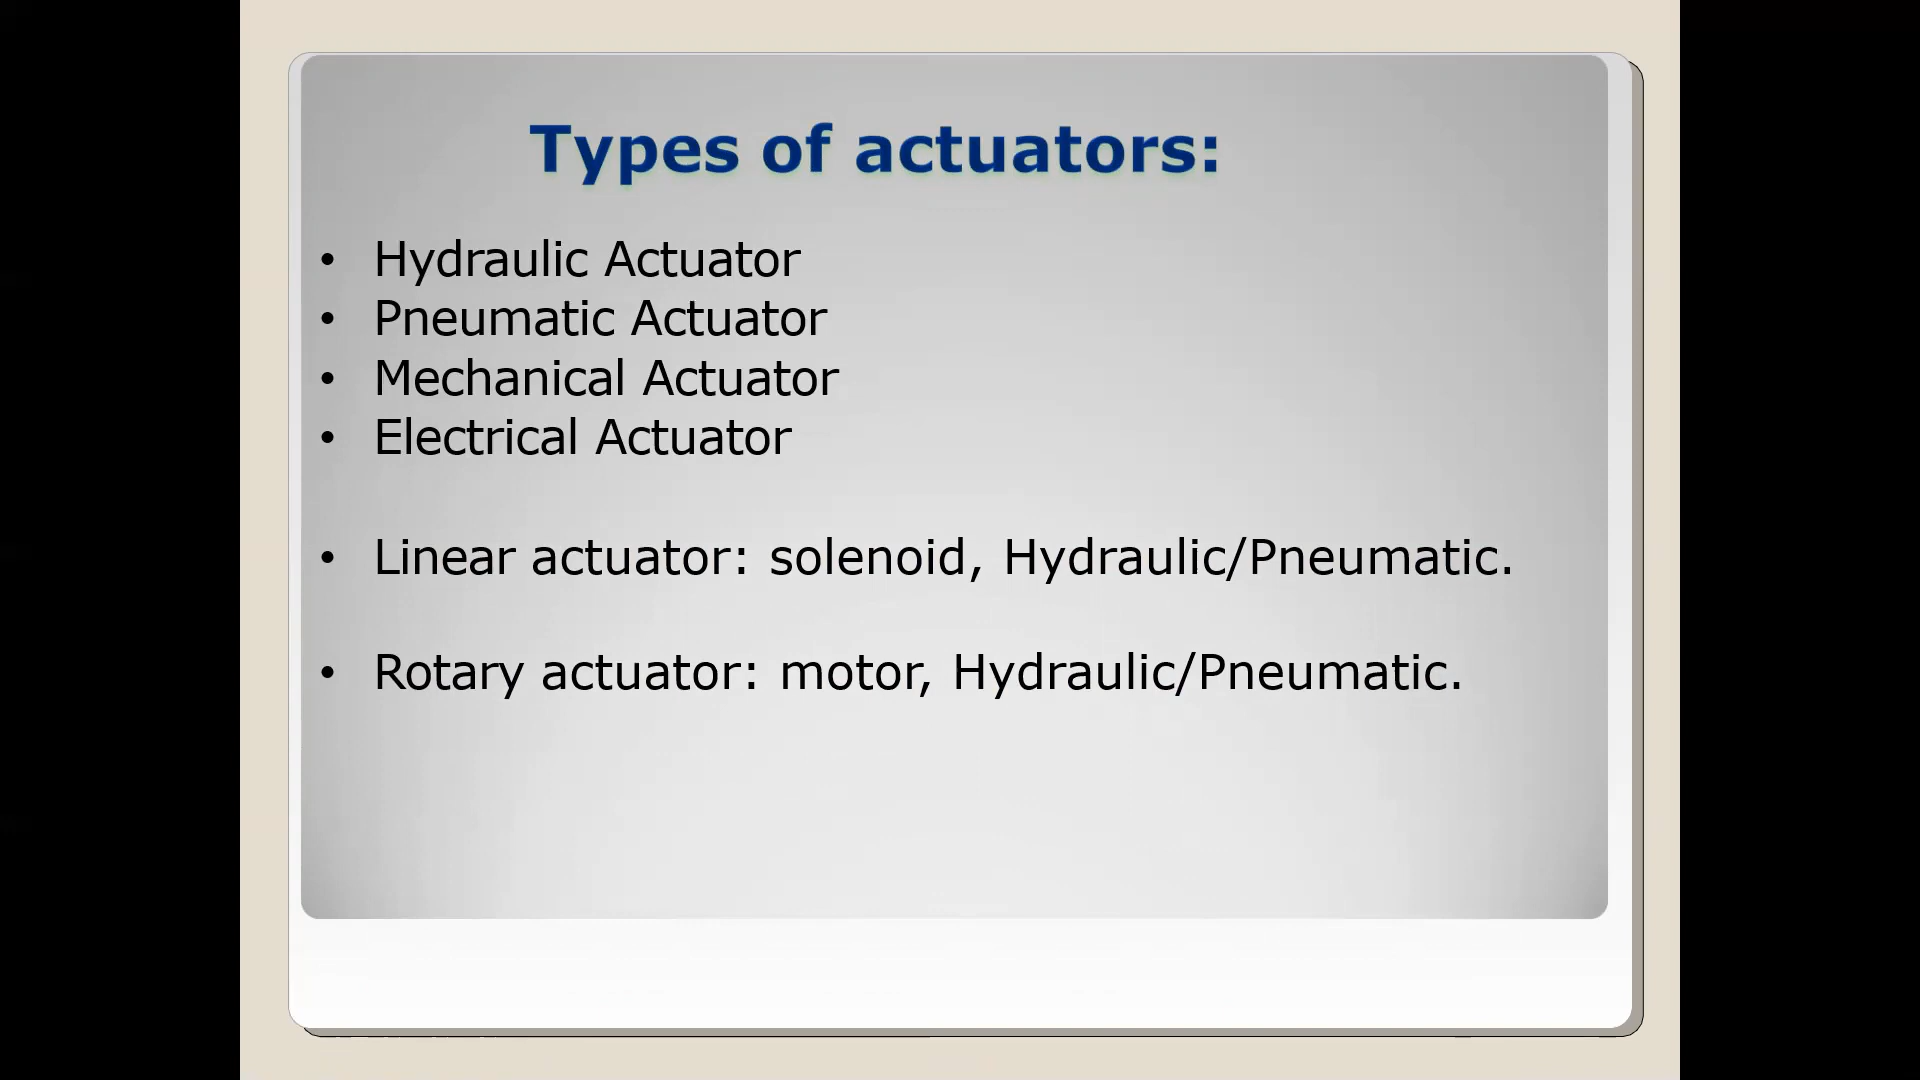 Types of actuators:
• Hydraulic Actuator
• Pneumatic Actuator
• Mechanical Actuator
• Electrical Actuator
• Linear actuator: solenoid, Hydraulic/Pneumatic.
• Rotary actuator: motor, Hydraulic/Pneumatic.